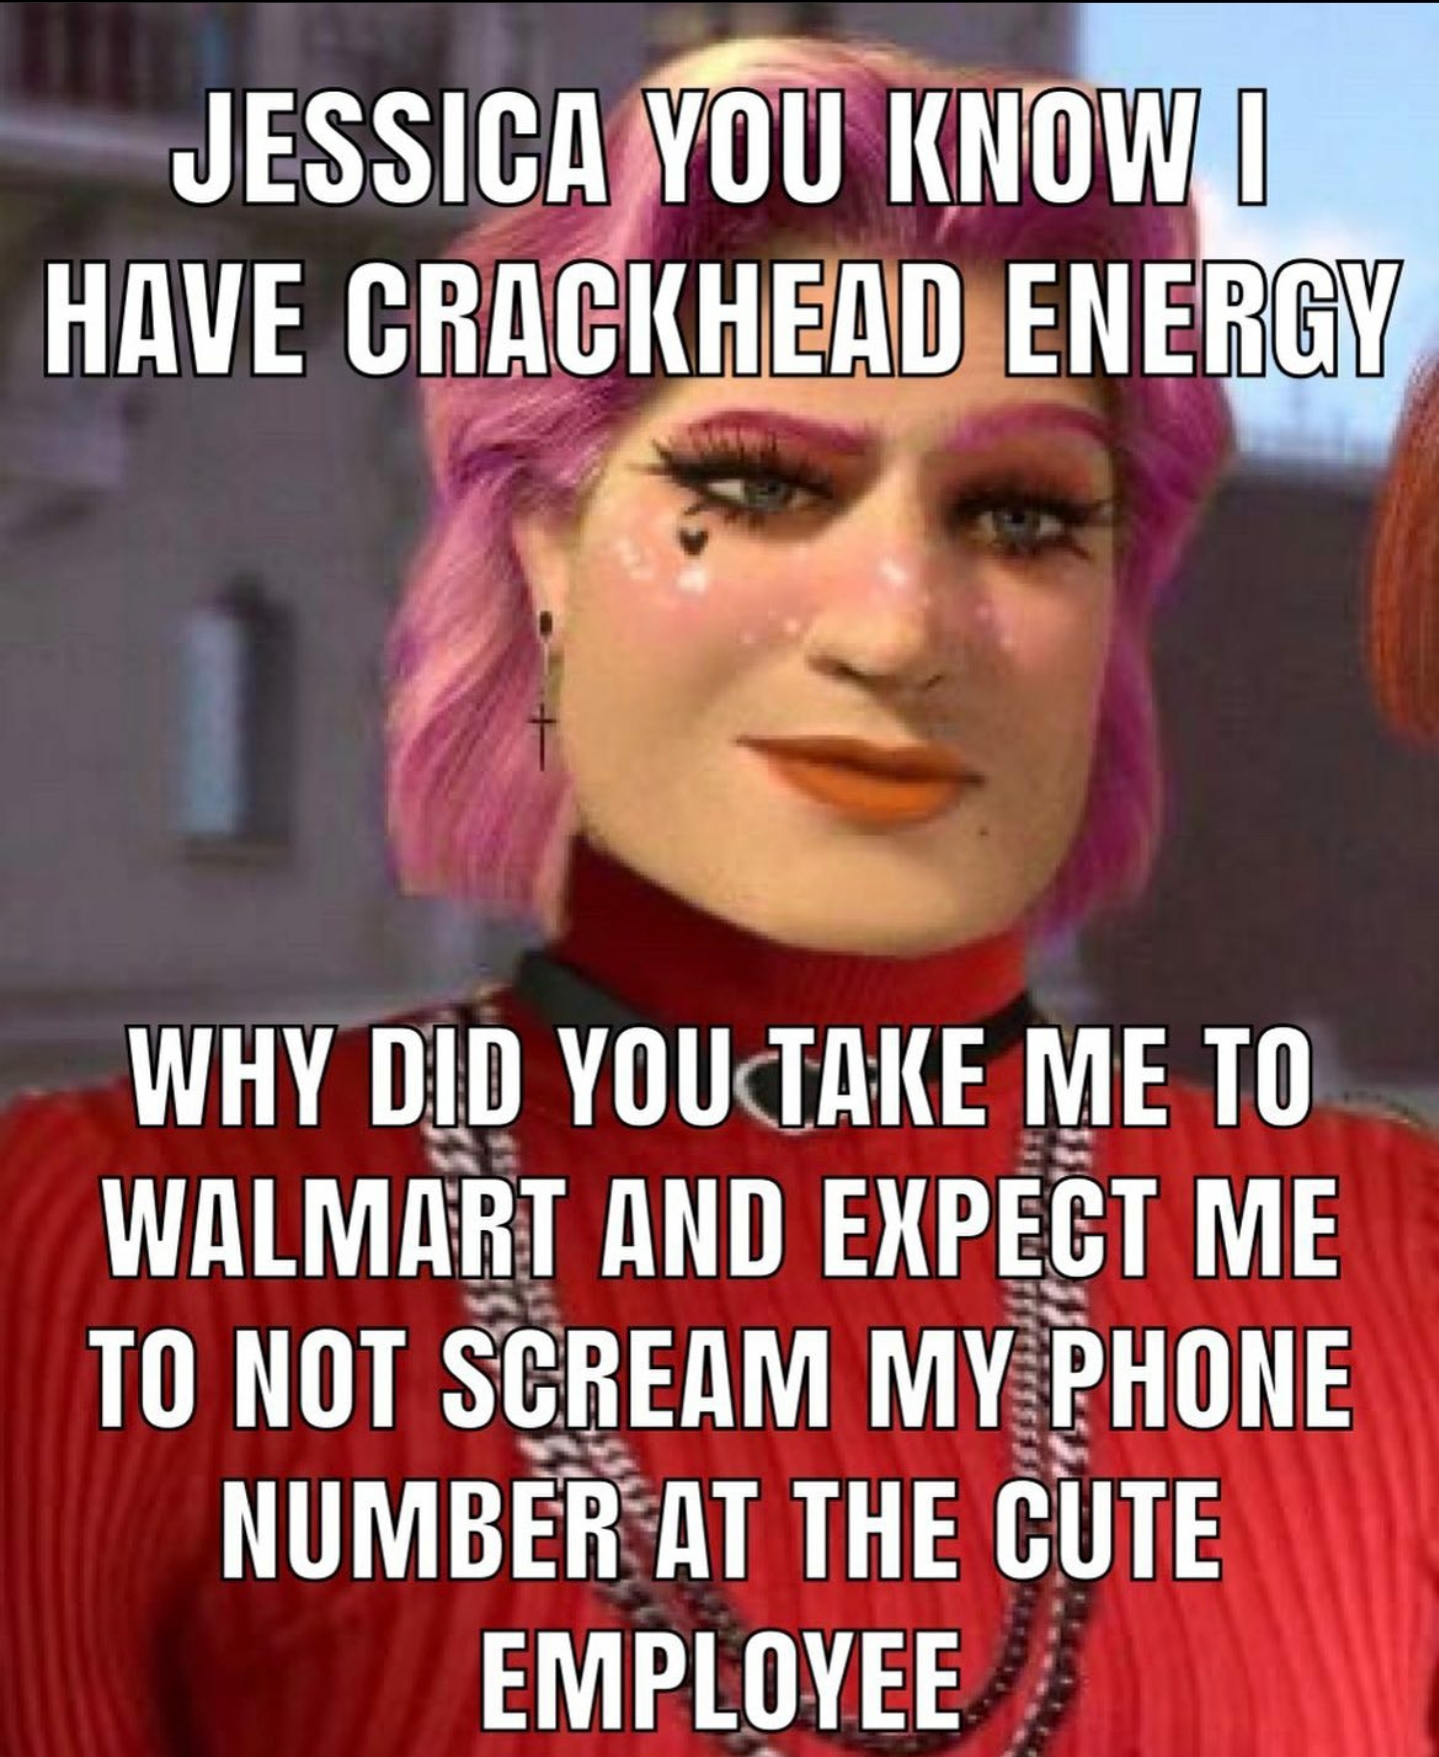 JESSICA YOU KNOW I
HAVE CRACKHEAD ENERGY
WHY DID YOU TAKE ME TO
WALMART AND EXPECT ME
TO NOT SCREAM MY PHONE
NUMBER AT THE CUTE
EMPLOYEE